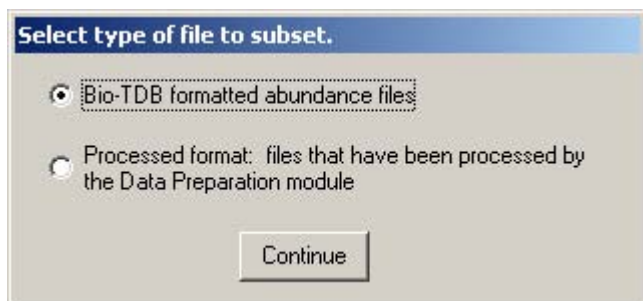 Select type of file to subset.
Bio-TDB formatted abundance files
Processed format:  files that have been processed by
the Data Preparation module
Continue